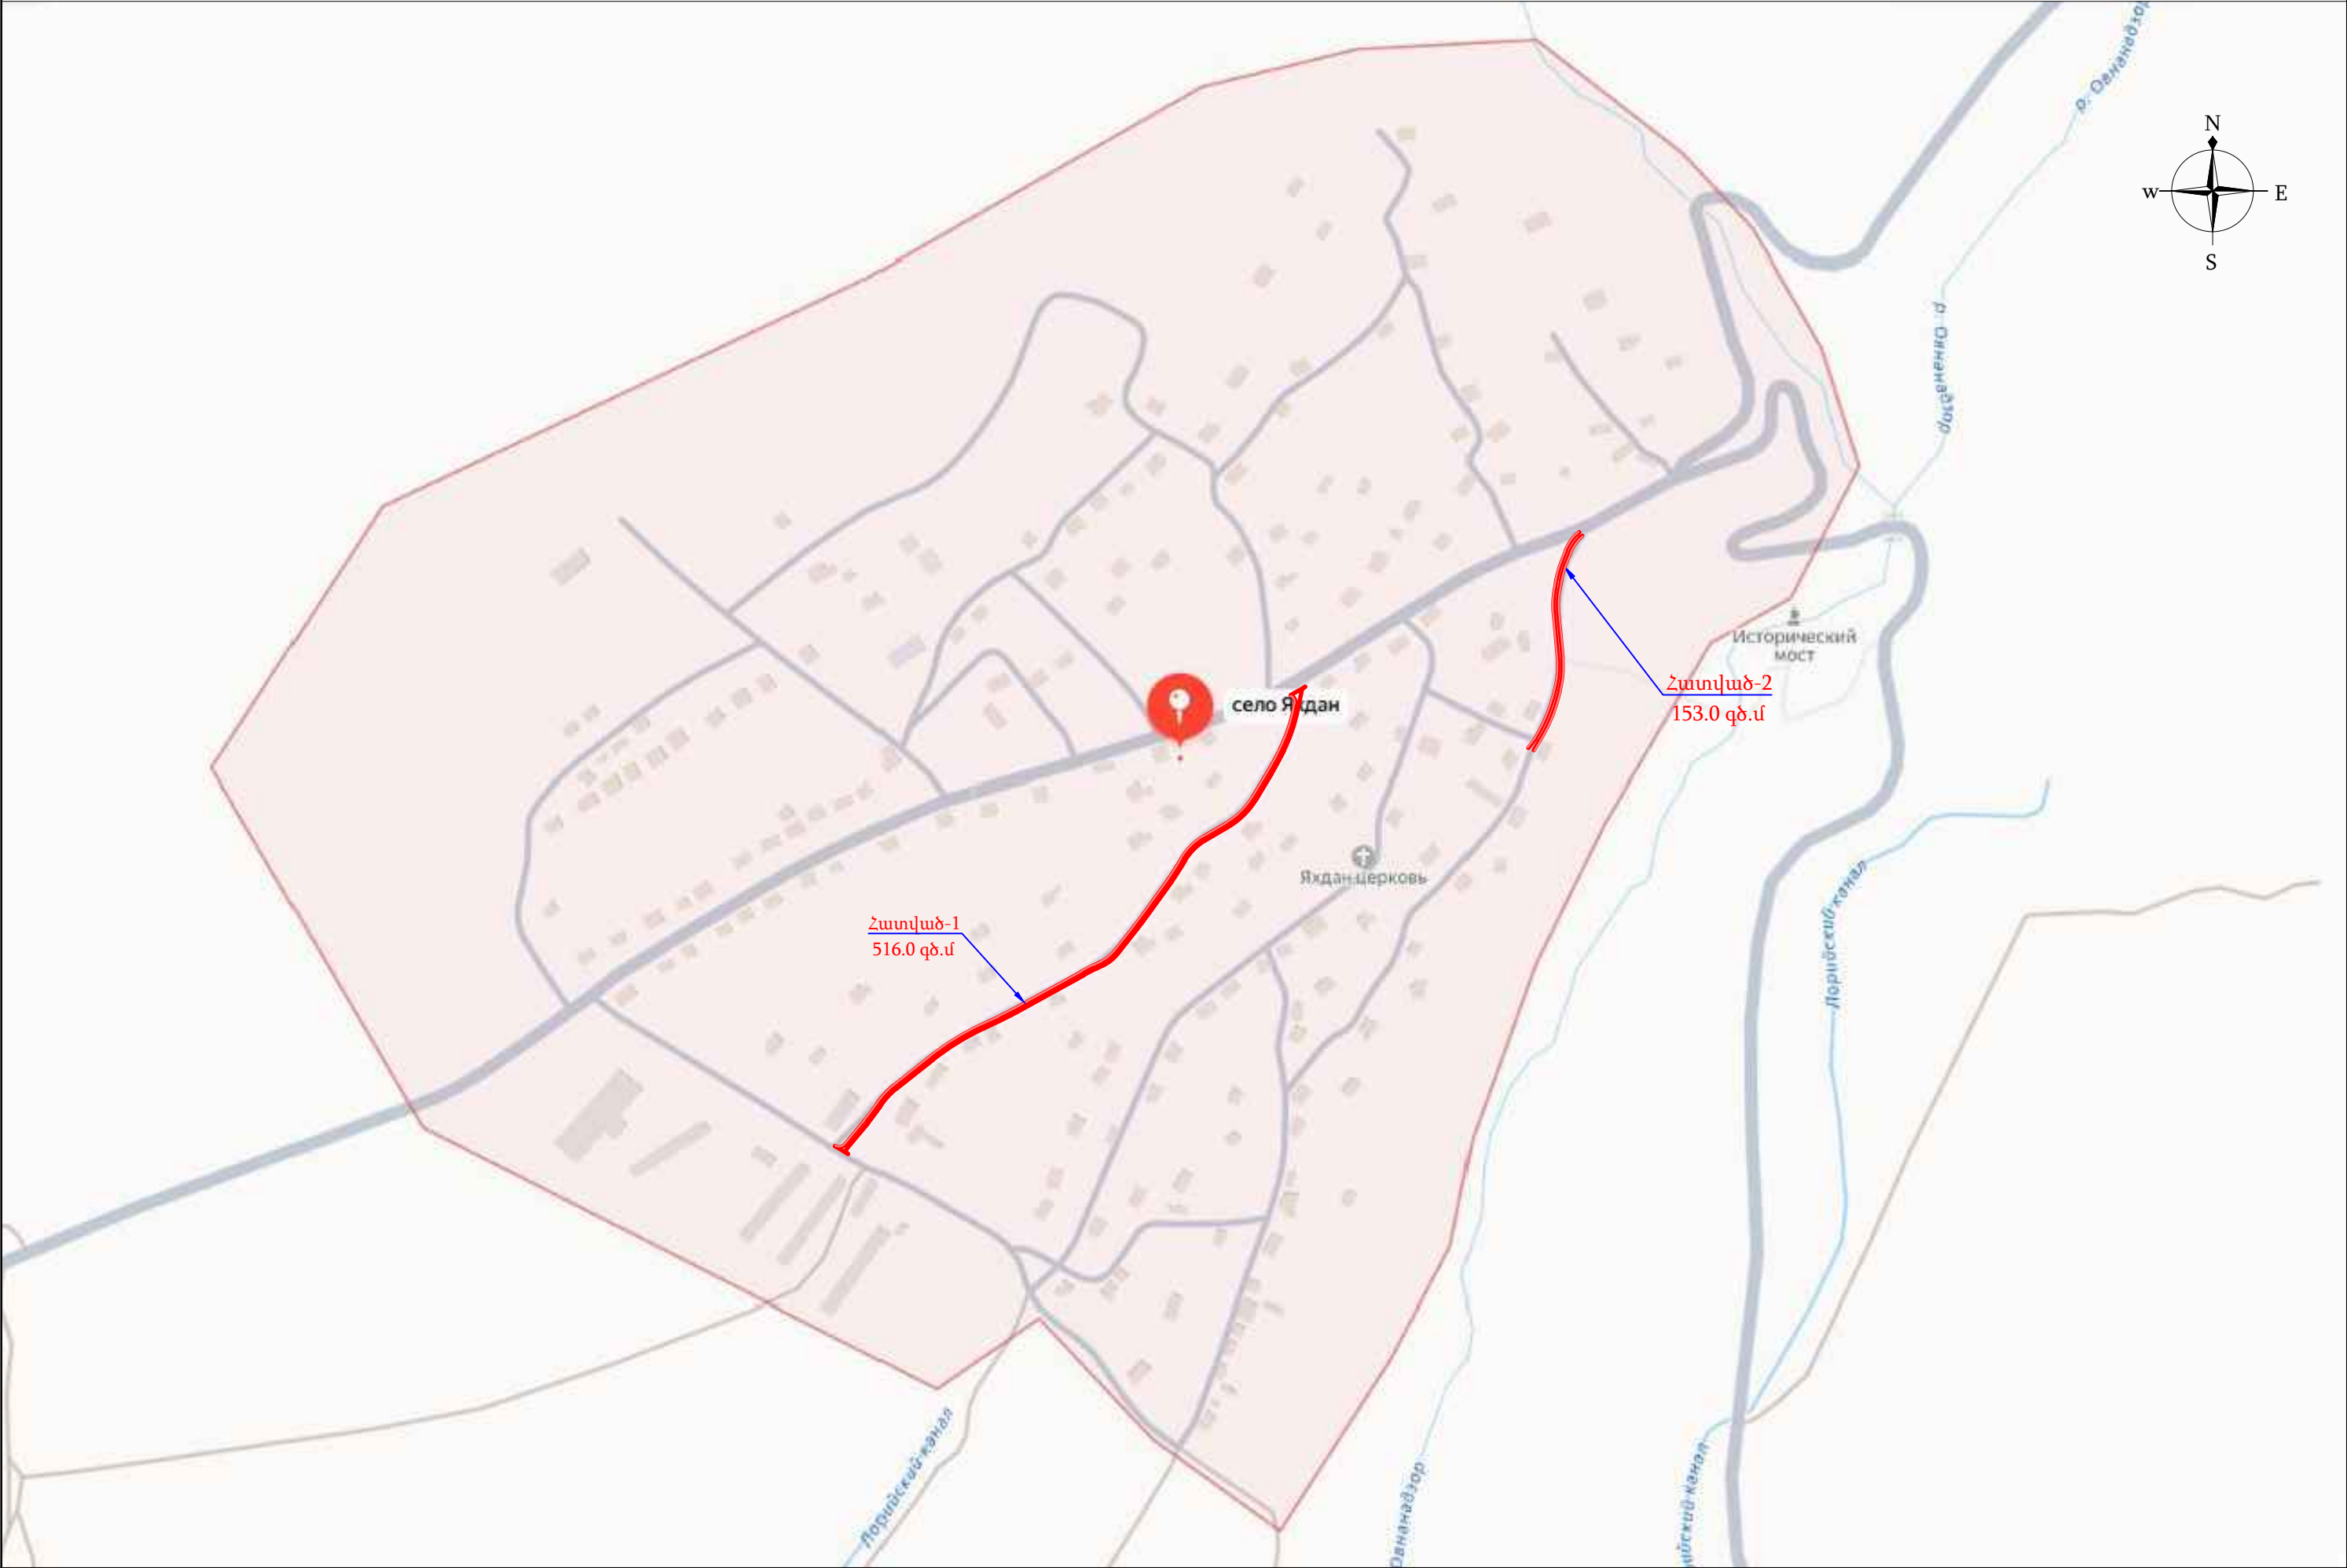 р. Овнанадзор
N
W
E
S
р. Овнанадзор
Исторический
мост
Հատված-2
153.0 գծ.մ
село Яхдан
Яхдан церковь
Հատված-1
516.0 գծ.մ
Лорийский канал
Лорийский канал
Овнанадзор
ийский канал